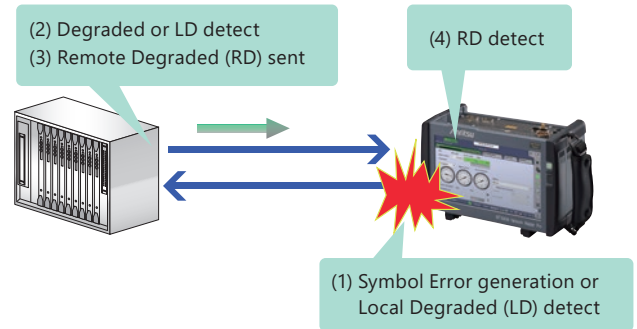 (2) Degraded or LD detect
(3) Remote Degraded (RD) sent
(4) RD detect
(1) Symbol Error generation or
Local Degraded (LD) detect